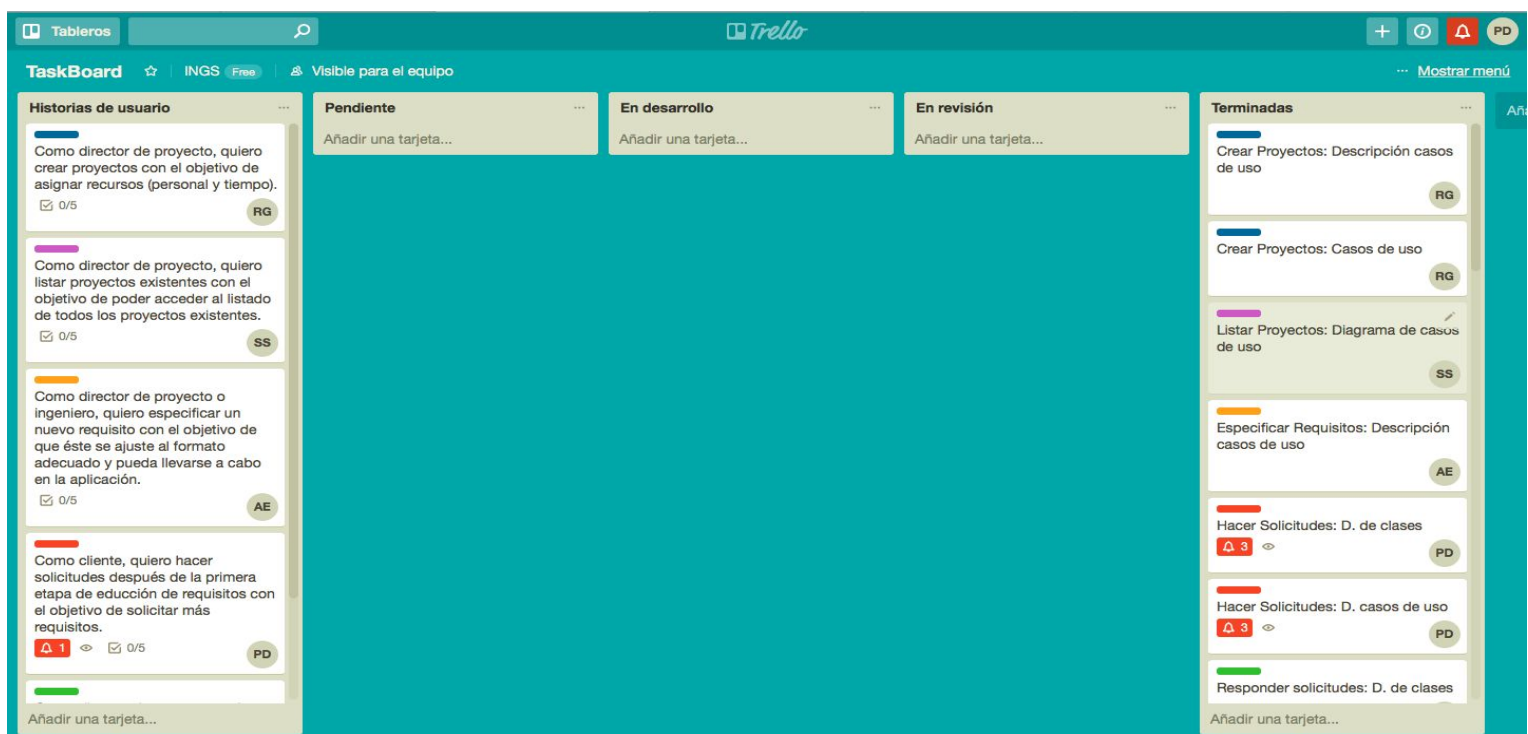 Tableros
Trello
PD
TaskBoard
INGS Free
Visible para el equipo
... Mostrar menú
Historias de usuario ...
Como director de proyecto, quiero
crear proyectos con el objetivo de
asignar recursos (personal y tiempo).
0/5
RG
Como director de proyecto, quiero
listar proyectos existentes con el
objetivo de poder acceder al listado
de todos los proyectos existentes.
0/5
SS
Como director de proyecto o
ingeniero, quiero especificar un
nuevo requisito con el objetivo de
que éste se ajuste al formato
adecuado y pueda llevarse a cabo
en la aplicación.
0/5
AE
Como cliente, quiero hacer
solicitudes después de la primera
etapa de educción de requisitos con
el objetivo de solicitar más
requisitos.
1
0/5
PD
Añadir una tarjeta...
Pendiente ...
Añadir una tarjeta...
En desarrollo ...
Añadir una tarjeta...
En revisión ...
Añadir una tarjeta...
Terminadas ...
Crear Proyectos: Descripción casos
de uso
RG
Crear Proyectos: Casos de uso
RG
Listar Proyectos: Diagrama de casos
de uso
SS
Especificar Requisitos: Descripción
casos de uso
AE
Hacer Solicitudes: D. de clases
3
PD
Hacer Solicitudes: D. casos de uso
3
PD
Responder solicitudes: D. de clases
Añadir una tarjeta...